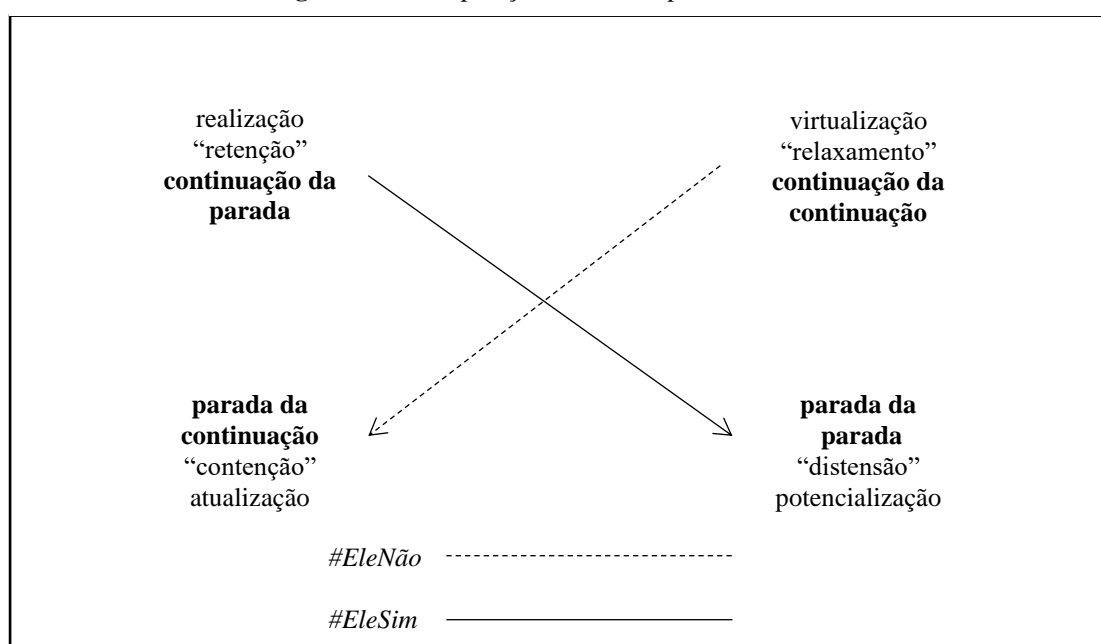 realização
“retenção”
continuação da
parada
virtualização
“relaxamento”
continuação da
continuação
parada da
continuação
“contenção”
atualização
parada da
parada
“distensão”
potencialização
#EleNão
#EleSim